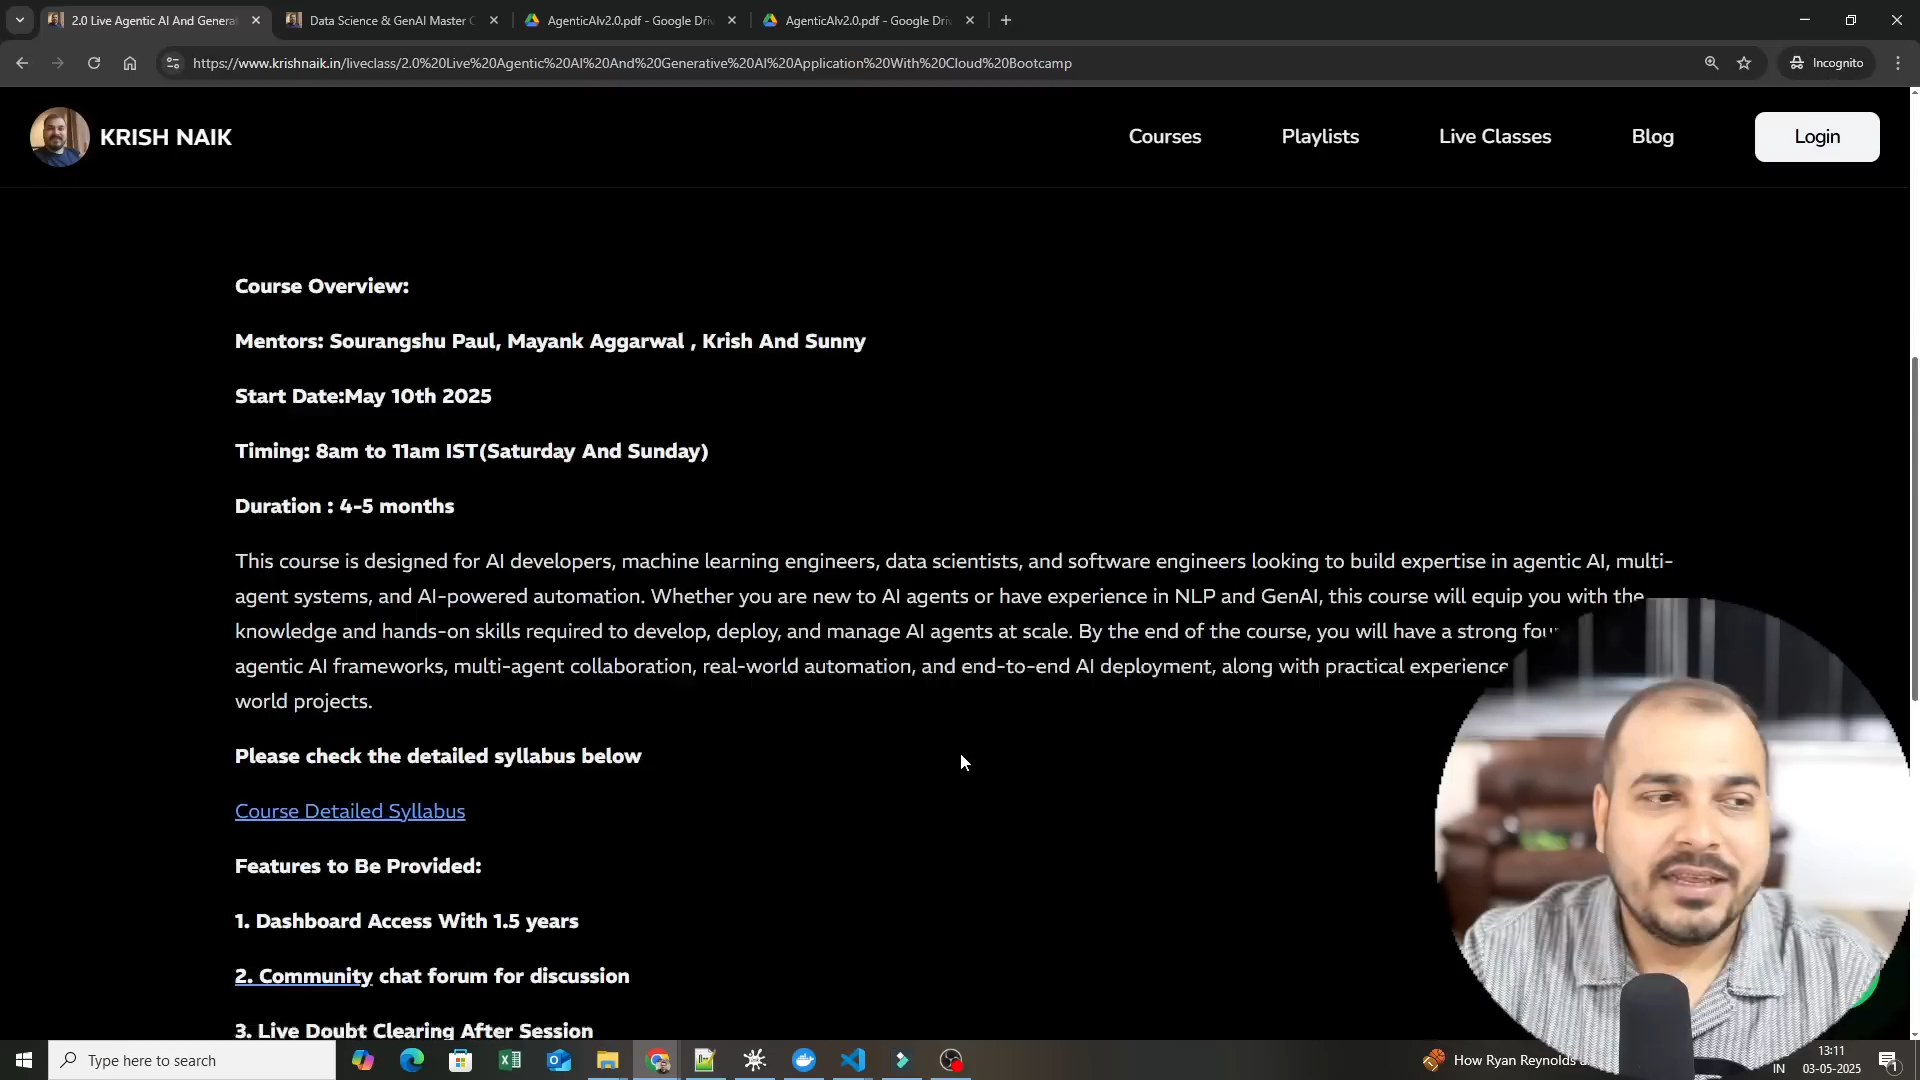 2.0 Live Agentic AI And Genera
Data Science & GenAI Master C
AgenticAIv2.0.pdf - Google Driv
AgenticAIv2.0.pdf - Google Driv
https://www.krishnaik.in/liveclass/2.0%20Live%20Agentic%20AI%20And%20Generative%20AI%20Application%20With%20Cloud%20Bootcamp
Incognito
KRISH NAIK
Courses
Playlists
Live Classes
Blog
Login
Course Overview:
Mentors: Sourangshu Paul, Mayank Aggarwal , Krish And Sunny
Start Date:May 10th 2025
Timing: 8am to 11am IST(Saturday And Sunday)
Duration : 4-5 months
This course is designed for AI developers, machine learning engineers, data scientists, and software engineers looking to build expertise in agentic AI, multi-
agent systems, and AI-powered automation. Whether you are new to AI agents or have experience in NLP and GenAI, this course will equip you with the
knowledge and hands-on skills required to develop, deploy, and manage AI agents at scale. By the end of the course, you will have a strong
agentic AI frameworks, multi-agent collaboration, real-world automation, and end-to-end AI deployment, along with practical experience
world projects.
Please check the detailed syllabus below
Course Detailed Syllabus
Features to Be Provided:
1. Dashboard Access With 1.5 years
2. Community chat forum for discussion
3. Live Doubt Clearing After Session
Type here to search
How Ryan Reynolds
IN
13:11
03-05-2025
1